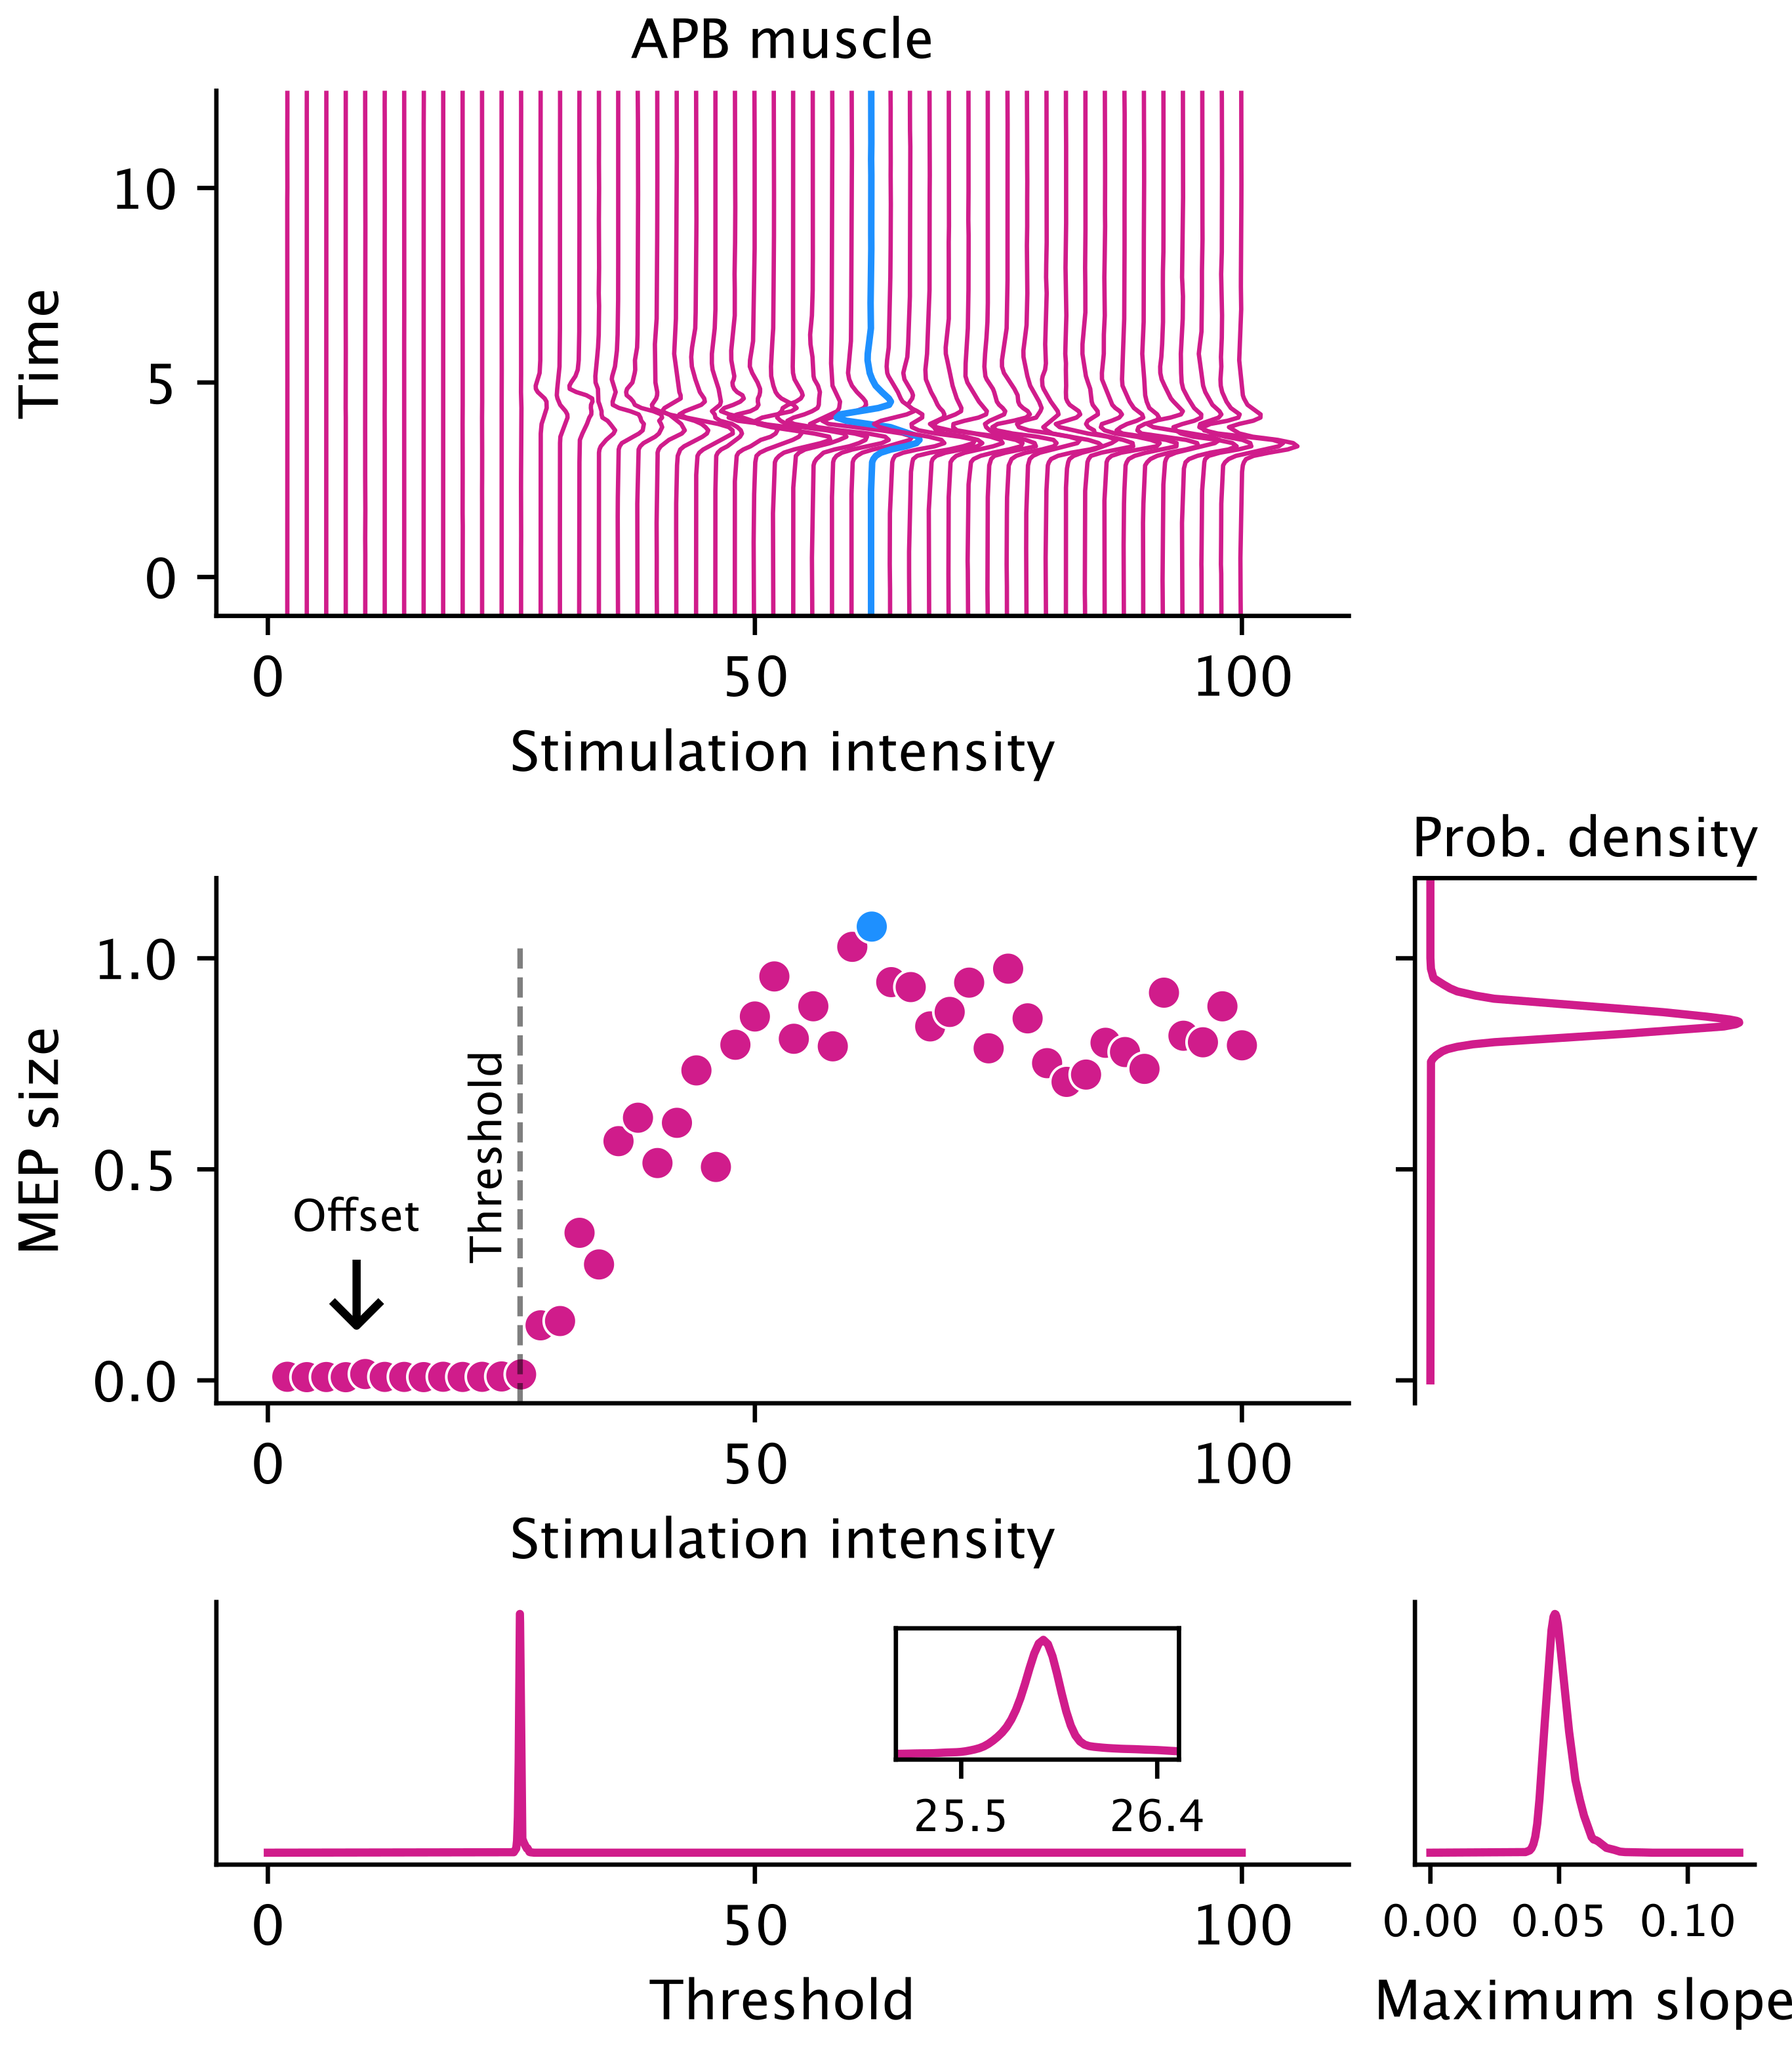 APB muscle
Time
10
5
0
0 50 100
Stimulation intensity
Prob. density
MEP size
1.0
0.5
0.0
Offset
Threshold
0 50 100
Stimulation intensity
25.5 26.4
0 50 100
Threshold
0.00 0.05 0.10
Maximum slope